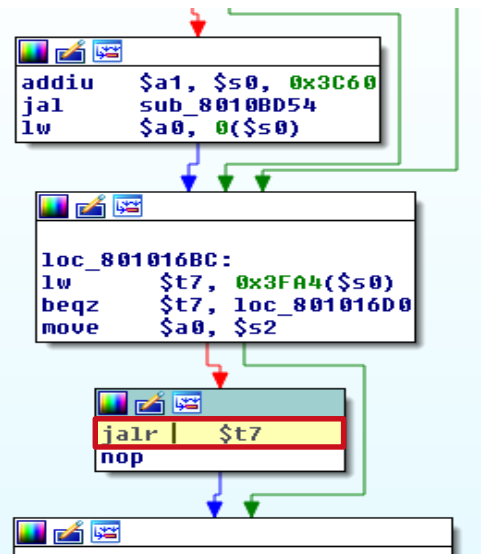 addiu $a1, $s0, 0x3C60
jal sub_8010BD54
lw $a0, 0($s0)
loc_801016BC:
lw $t7, 0x3FA4($s0)
beqz $t7, loc_801016D0
move $a0, $s2
jalr $t7
nop